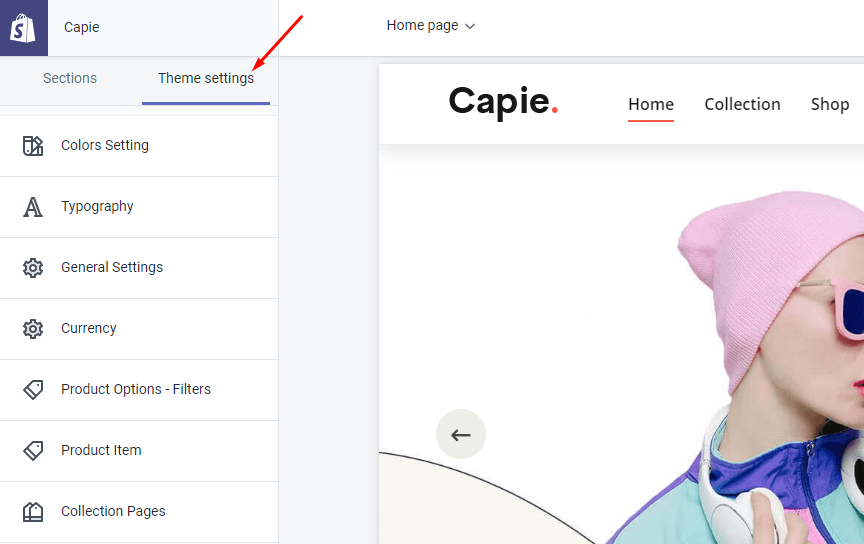 Capie
Home page
Sections
Theme settings
Capie.
Home
Collection
Shop
Colors Setting
Typography
General Settings
Currency
Product Options - Filters
Product Item
Collection Pages